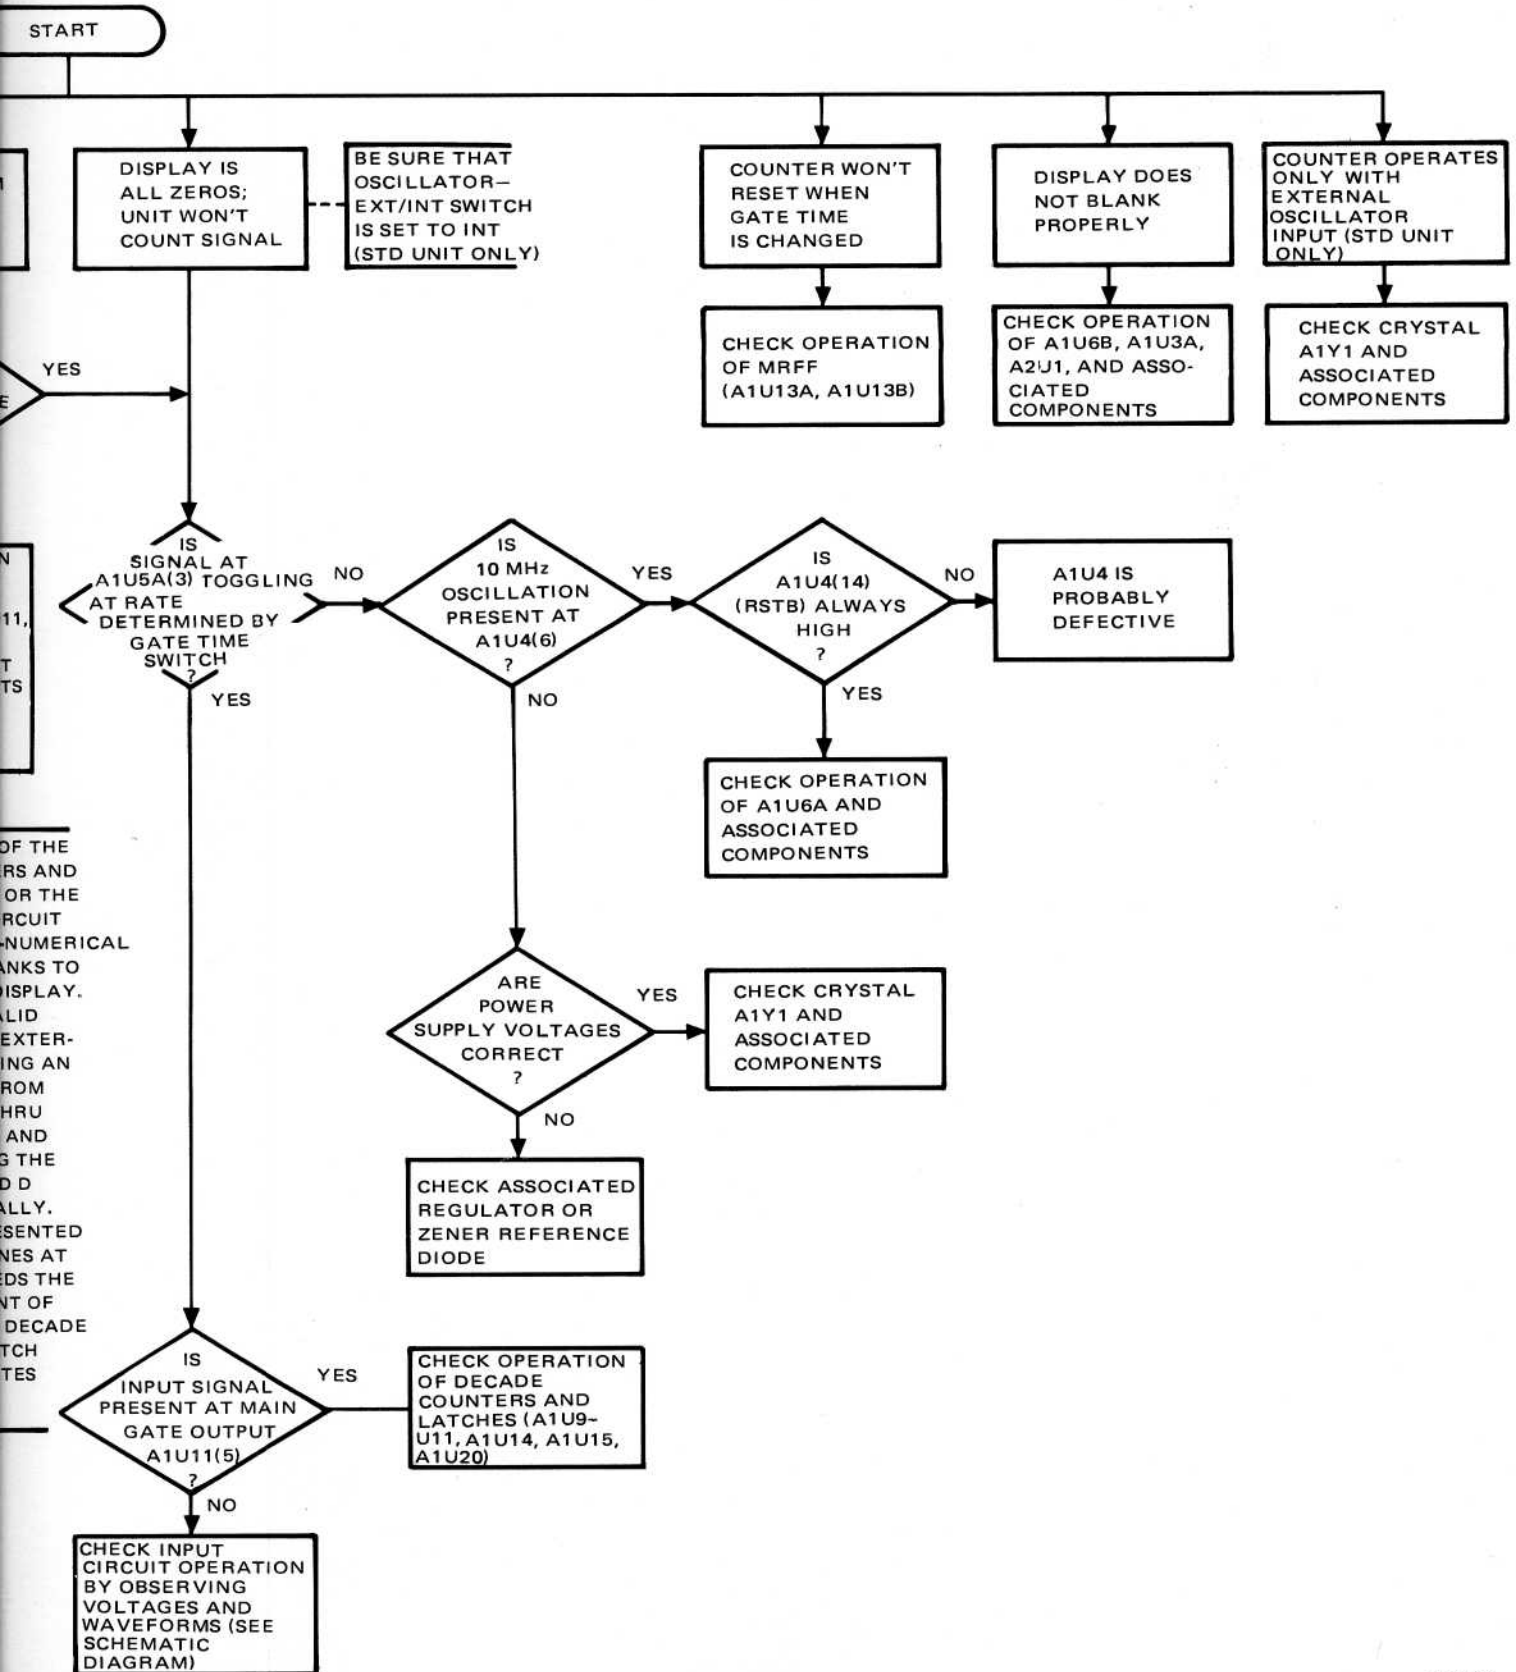 START
DISPLAY IS
ALL ZEROS;
UNIT WON'T
COUNT SIGNAL
BE SURE THAT
OSCILLATOR—
EXT/INT SWITCH
IS SET TO INT
(STD UNIT ONLY)
COUNTER WON'T
RESET WHEN
GATE TIME
IS CHANGED
DISPLAY DOES
NOT BLANK
PROPERLY
COUNTER OPERATES
ONLY WITH
EXTERNAL
OSCILLATOR
INPUT (STD UNIT
ONLY)
CHECK OPERATION
OF MRFF
(A1U13A, A1U13B)
CHECK OPERATION
OF A1U6B, A1U3A,
A2U1, AND ASSO-
CIATED
COMPONENTS
CHECK CRYSTAL
A1Y1 AND
ASSOCIATED
COMPONENTS
YES
E
IS
SIGNAL AT
A1U5A(3) TOGGLING
AT RATE
DETERMINED BY
GATE TIME
SWITCH
?
NO
YES
IS
10 MHz
OSCILLATION
PRESENT AT
A1U4(6)
?
YES
NO
IS
A1U4(14)
(RSTB) ALWAYS
HIGH
?
NO
YES
A1U4 IS
PROBABLY
DEFECTIVE
N
11,
T
TS
CHECK OPERATION
OF A1U6A AND
ASSOCIATED
COMPONENTS
OF THE
RS AND
OR THE
RCUIT
-NUMERICAL
ANKS TO
DISPLAY.
ALID
EXTER-
ING AN
ROM
HRU
AND
G THE
D D
ALLY.
ESENTED
NES AT
EDS THE
NT OF
DECADE
TCH
TES
ARE
POWER
SUPPLY VOLTAGES
CORRECT
?
YES
NO
CHECK CRYSTAL
A1Y1 AND
ASSOCIATED
COMPONENTS
CHECK ASSOCIATED
REGULATOR OR
ZENER REFERENCE
DIODE
IS
INPUT SIGNAL
PRESENT AT MAIN
GATE OUTPUT
A1U11(5)
?
YES
NO
CHECK OPERATION
OF DECADE
COUNTERS AND
LATCHES (A1U9-
U11, A1U14, A1U15,
A1U20)
CHECK INPUT
CIRCUIT OPERATION
BY OBSERVING
VOLTAGES AND
WAVEFORMS (SEE
SCHEMATIC
DIAGRAM)